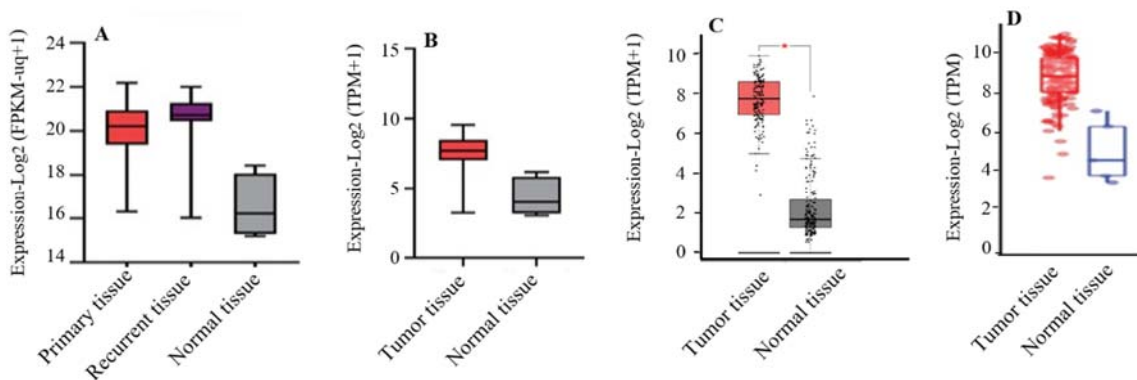 A
Expression-Log2 (FPKM-uq+1)
24
22
20
18
16
14
Primary tissue
Recurrent tissue
Normal tissue
B
Expression-Log2 (TPM+1)
15
10
5
0
Tumor tissue
Normal tissue
C
Expression-Log2 (TPM+1)
10
8
6
4
2
0
Tumor tissue
Normal tissue
D
Expression-Log2 (TPM)
10
8
6
4
2
0
Tumor tissue
Normal tissue